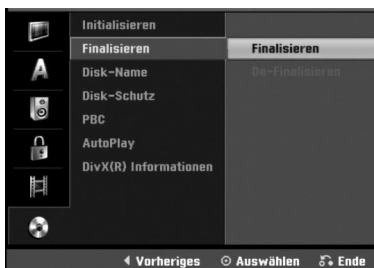 Initialisieren
Finalisieren
Finalisieren
Disk-Name
De-Finalisieren
Disk-Schutz
PBC
AutoPlay
DivX(R) Informationen
Vorheriges Auswählen Ende